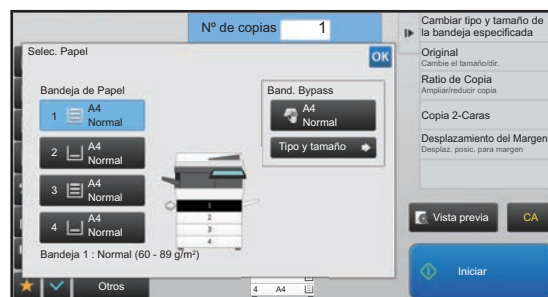 Nº de copias 1
Selec. Papel
OK
Bandeja de Papel
1 A4
Normal
2 A4
Normal
3 A4
Normal
4 A4
Normal
Bandeja 1 : Normal (60 - 89 g/m²)
1
2
3
4
Band. Bypass
A4
Normal
Tipo y tamaño
Cambiar tipo y tamaño de
la bandeja especificada
Original
Cambie el tamaño/dir.
Ratio de Copia
Ampliar/reducir copia
Copia 2-Caras
Desplazamiento del Margen
Desplaz. posic. para margen
Vista previa
CA
Iniciar
Otros
4 A4